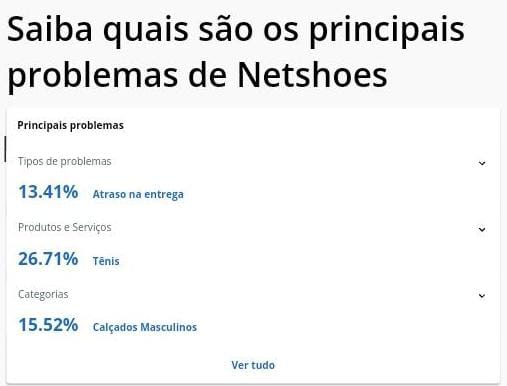 Saiba quais são os principais
problemas de Netshoes
Principais problemas
Tipos de problemas
13.41% Atraso na entrega
Produtos e Serviços
26.71% Tênis
Categorias
15.52% Calçados Masculinos
Ver tudo